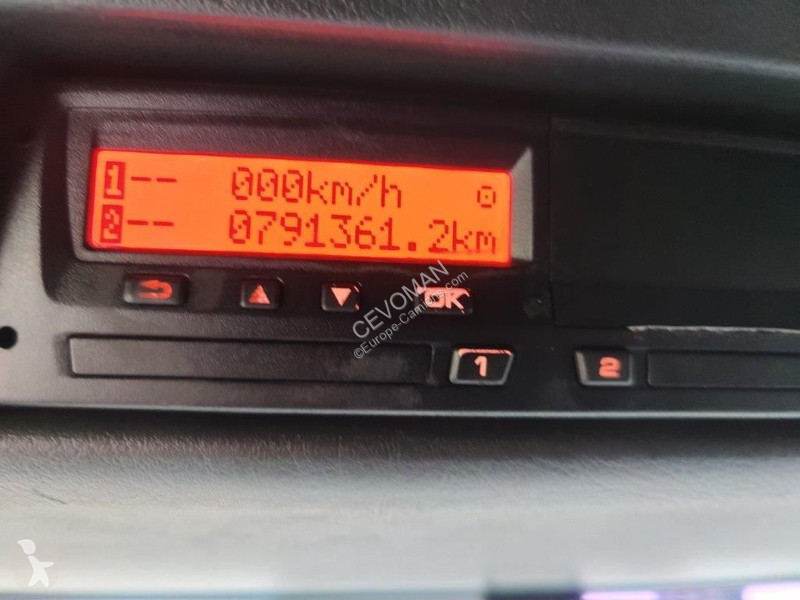 1-- 000km/h
2-- 0791361.2km
OK
CEVOMAN
©Europe-Camions.com
1
2